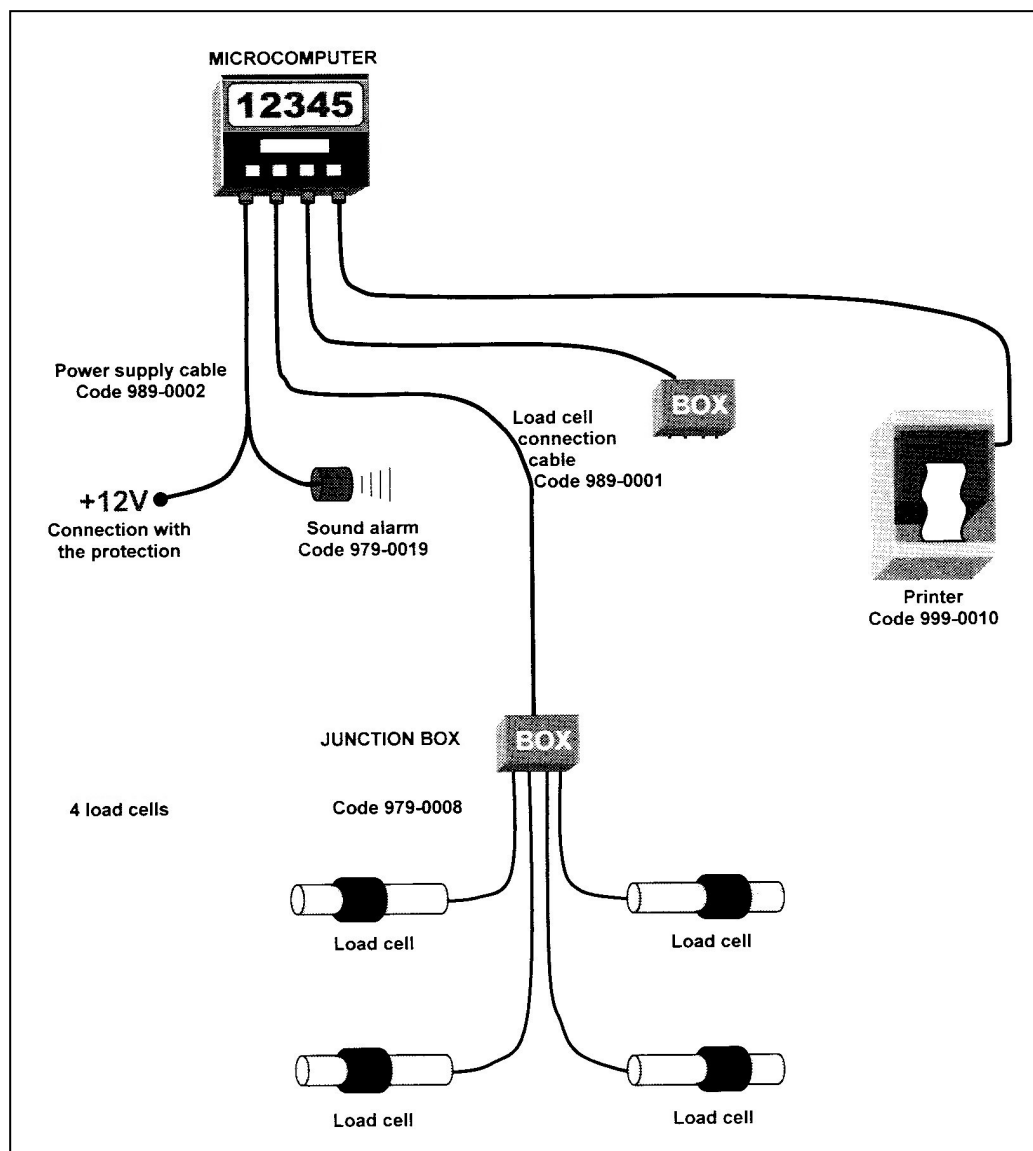 MICROCOMPUTER
12345
Power supply cable
Code 989-0002
BOX
Load cell
connection
cable
Code 989-0001
+12V
Connection with
the protection
Sound alarm
Code 979-0019
Printer
Code 999-0010
JUNCTION BOX
BOX
4 load cells
Code 979-0008
Load cell
Load cell
Load cell
Load cell